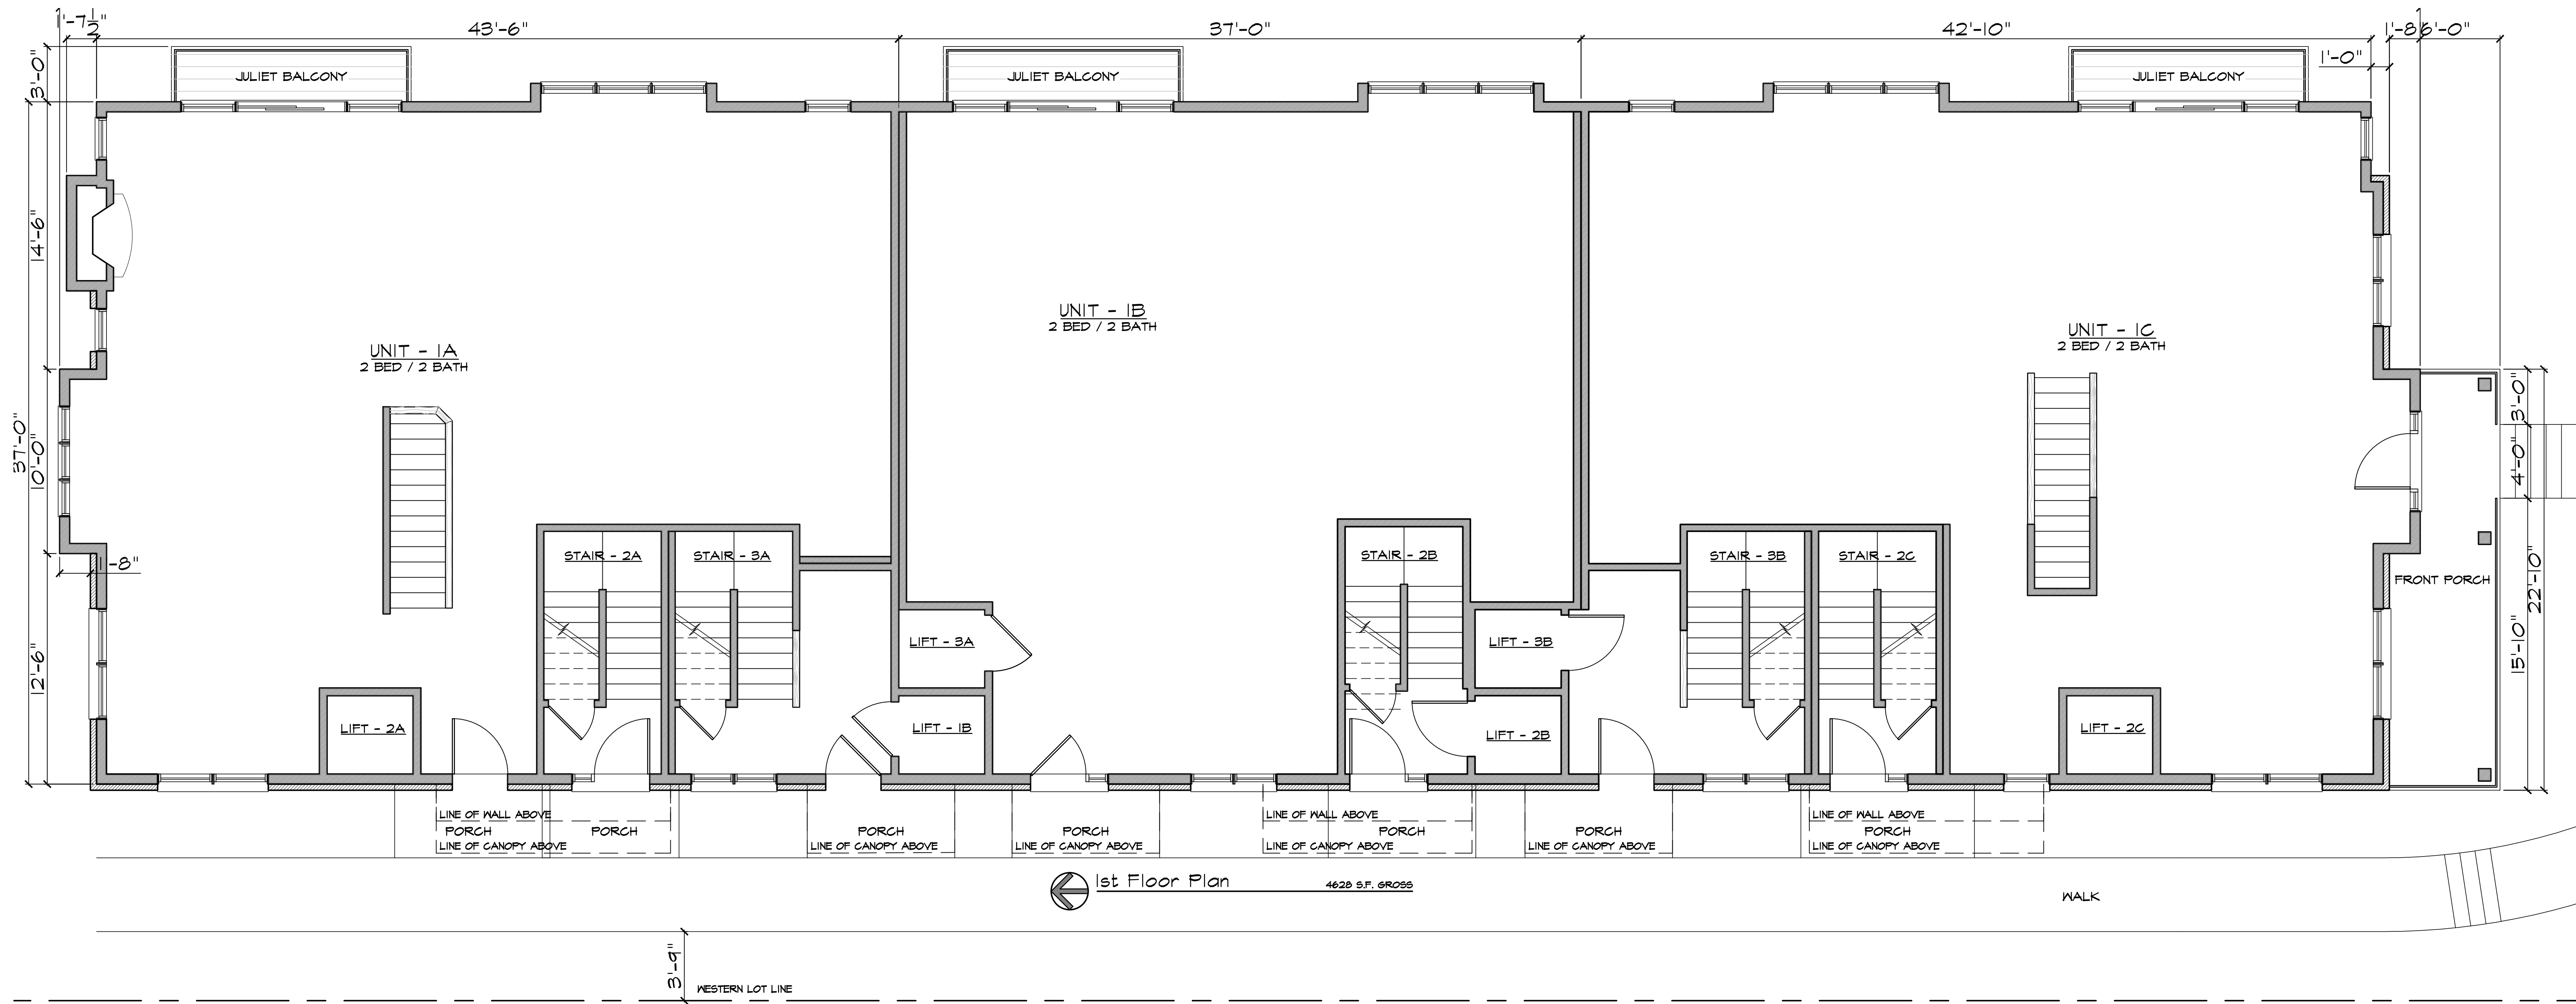 1'-7½"
43'-6"
37'-0"
42'-10"
1'-8"
6'-0"
1'-0"
3'-0"
JULIET BALCONY
JULIET BALCONY
JULIET BALCONY
14'-6"
37'-0"
10'-0"
12'-6"
1'-8"
UNIT - 1A
2 BED / 2 BATH
UNIT - 1B
2 BED / 2 BATH
UNIT - 1C
2 BED / 2 BATH
3'-0"
4'-0"
22'-10"
15'-10"
STAIR - 2A
STAIR - 3A
STAIR - 2B
STAIR - 3B
STAIR - 2C
FRONT PORCH
LIFT - 3A
LIFT - 3B
LIFT - 2A
LIFT - 1B
LIFT - 2B
LIFT - 2C
LINE OF WALL ABOVE
PORCH
LINE OF CANOPY ABOVE
PORCH
PORCH
LINE OF CANOPY ABOVE
PORCH
LINE OF CANOPY ABOVE
LINE OF WALL ABOVE
PORCH
LINE OF CANOPY ABOVE
PORCH
LINE OF CANOPY ABOVE
LINE OF WALL ABOVE
PORCH
LINE OF CANOPY ABOVE
1st Floor Plan
4628 S.F. GROSS
WALK
3'-9"
WESTERN LOT LINE